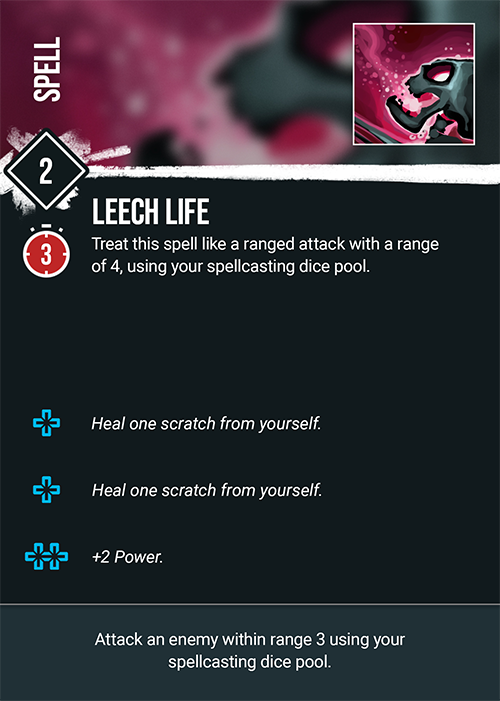 SPELL
2
LEECH LIFE
3
Treat this spell like a ranged attack with a range
of 4, using your spellcasting dice pool.
Heal one scratch from yourself.
Heal one scratch from yourself.
+2 Power.
Attack an enemy within range 3 using your
spellcasting dice pool.